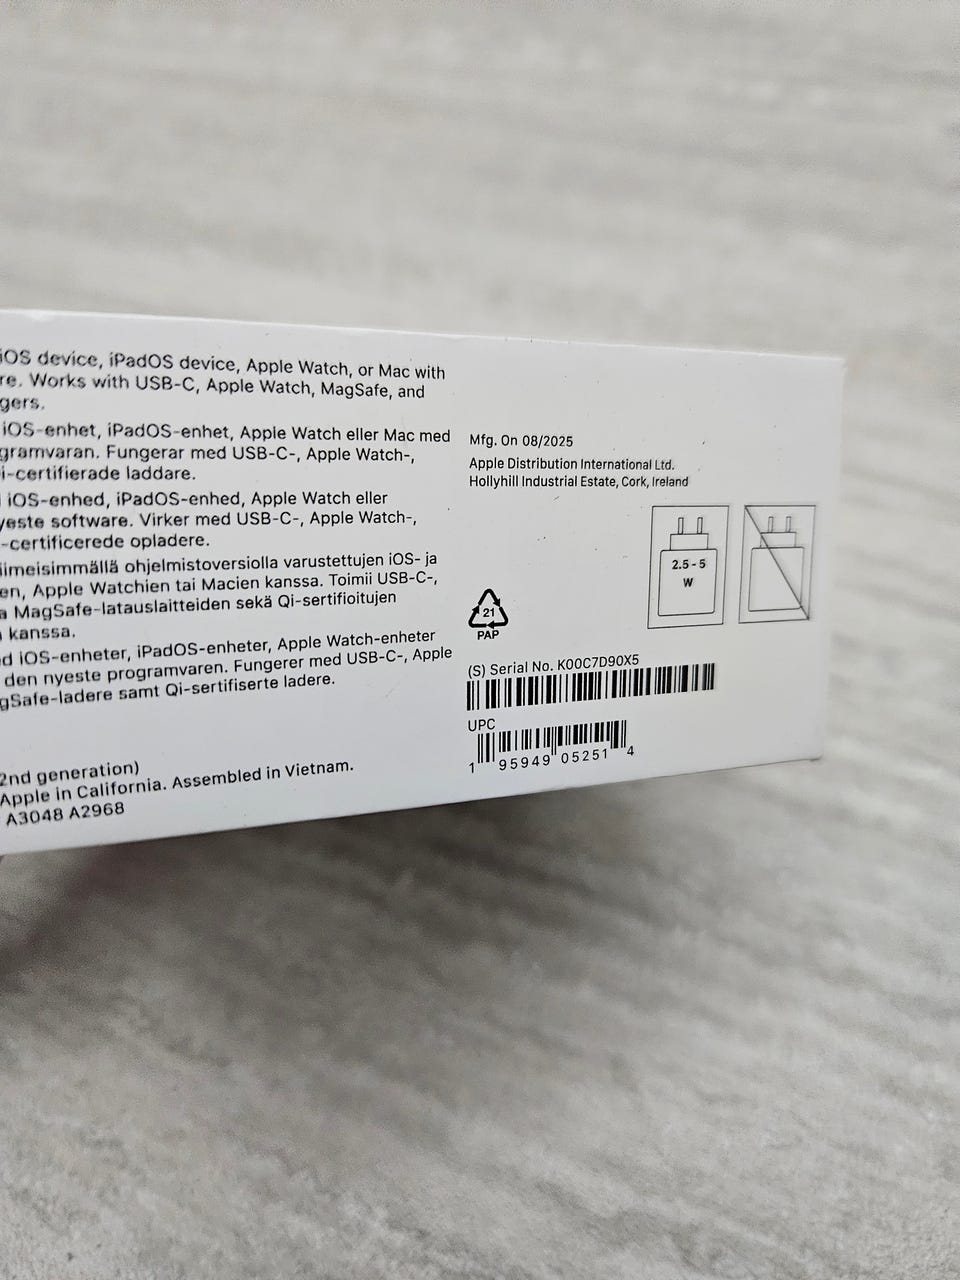 iOS device, iPadOS device, Apple Watch, or Mac with
re. Works with USB-C, Apple Watch, MagSafe, and
gers.
iOS-enhet, iPadOS-enhet, Apple Watch eller Mac med
gramvaran. Fungerar med USB-C-, Apple Watch-,
i-certifierade laddare.
iOS-enhed, iPadOS-enhed, Apple Watch eller
yeste software. Virker med USB-C-, Apple Watch-,
-certificerede opladere.
iimeisimmällä ohjelmistoversiolla varustettujen iOS- ja
en, Apple Watchien tai Macien kanssa. Toimii USB-C-,
a MagSafe-latauslaitteiden sekä Qi-sertifioitujen
kanssa.
d iOS-enheter, iPadOS-enheter, Apple Watch-enheter
den nyeste programvaren. Fungerer med USB-C-, Apple
gSafe-ladere samt Qi-sertifiserte ladere.
2nd generation)
Apple in California. Assembled in Vietnam.
A3048 A2968
Mfg. On 08/2025
Apple Distribution International Ltd.
Hollyhill Industrial Estate, Cork, Ireland
2.5 - 5
W
21
PAP
(S) Serial No. K00C7D90X5
UPC
1 95949 05251 4